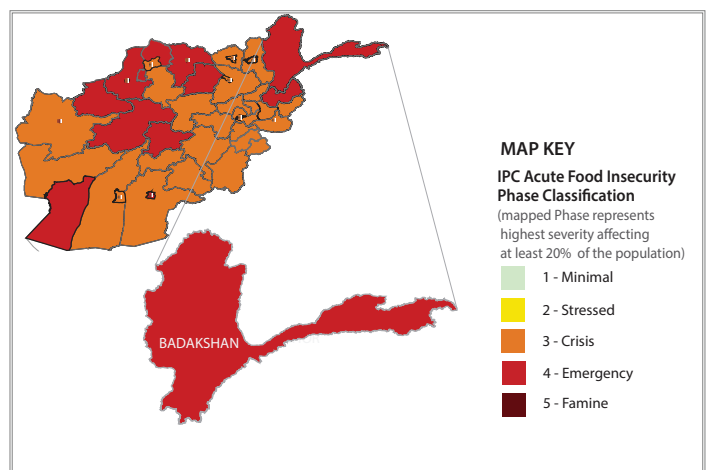 BADAKSHAN
MAP KEY
IPC Acute Food Insecurity
Phase Classification
(mapped Phase represents
highest severity affecting
at least 20% of the population)
1 - Minimal
2 - Stressed
3 - Crisis
4 - Emergency
5 - Famine